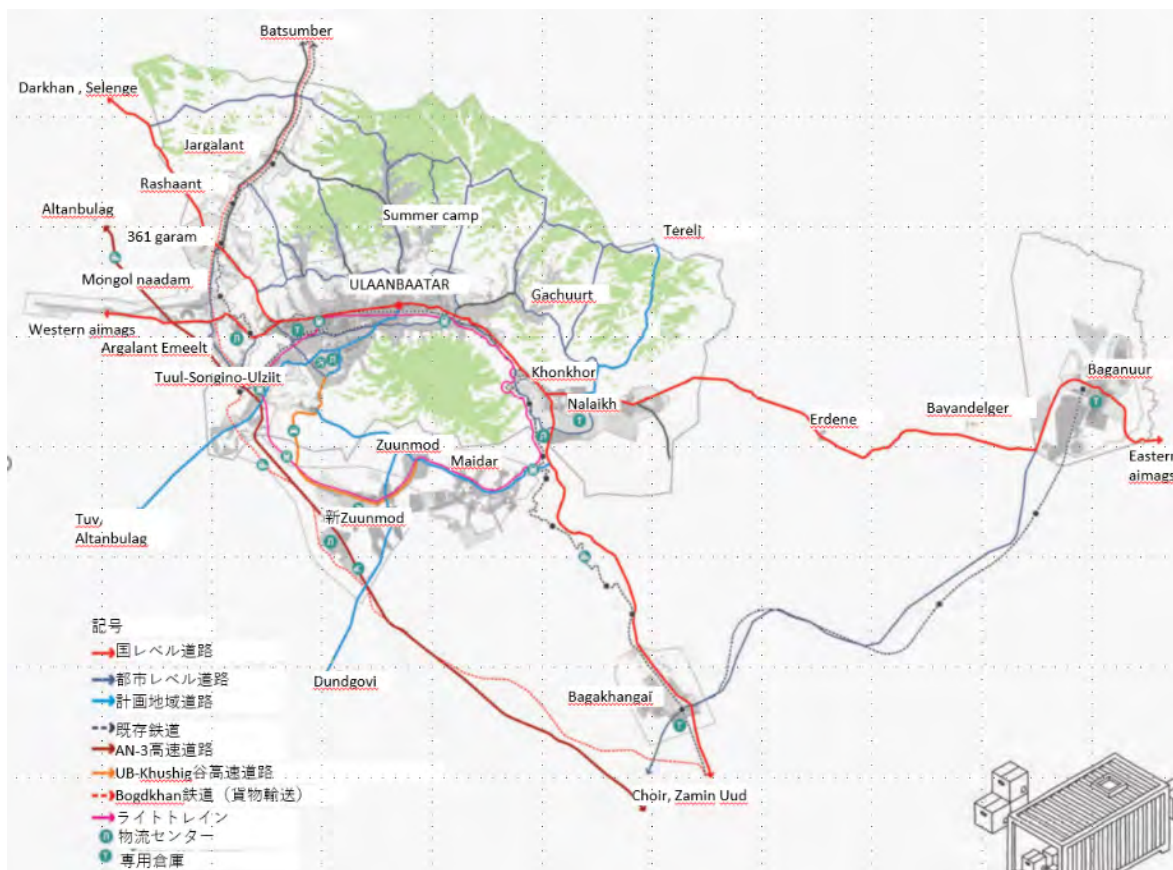 Batsumber
Darkhan , Selenge
Jargalant
Rashaant
Altanbulag
Summer camp
361 garam
Terelj
Mongol naadam
ULAANBAATAR
Gachuurt
Western aimags
Argalant Emeelt
Khonkhor
Baganuur
Tuul-Songino-Ulziit
Nalaikh
Bayandelger
Erdene
Zuunmod
Maidar
Eastern
aimags
新Zuunmod
Tuv,
Altanbulag
記号
国レベル道路
都市レベル道路
計画地域道路
Dundgovi
Bagakhangai
既存鉄道
AN-3高速道路
UB-Khushig谷高速道路
Bogdkhan鉄道（貨物輸送）
Choir, Zamin Uud
ライトトレイン
Л 物流センター
T 専用倉庫